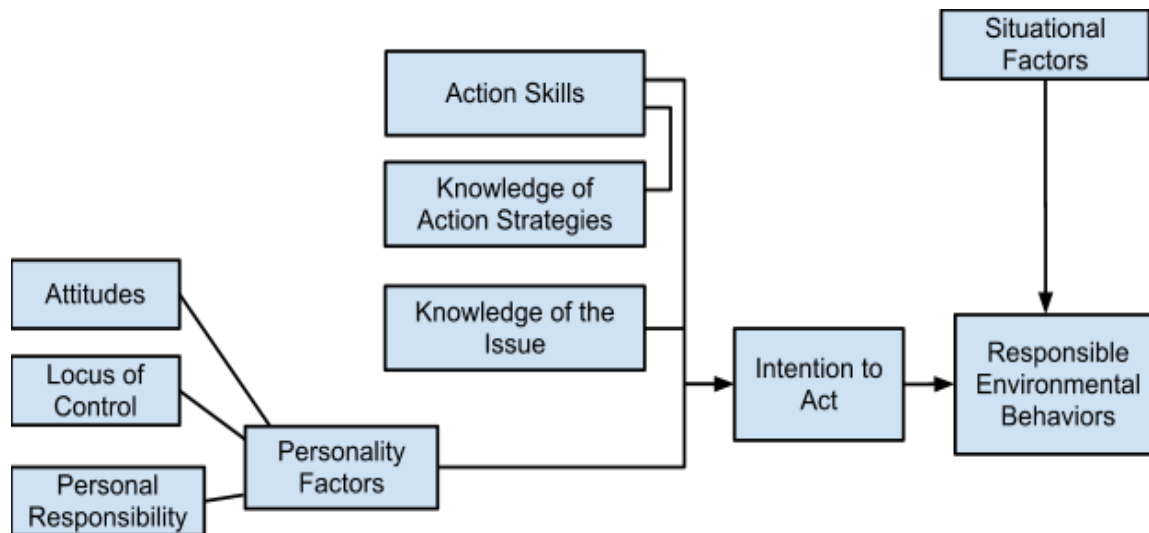 Situational
Factors
Action Skills
Knowledge of
Action Strategies
Attitudes
Knowledge of the
Issue
Locus of
Control
Intention to
Act
Responsible
Environmental
Behaviors
Personality
Factors
Personal
Responsibility